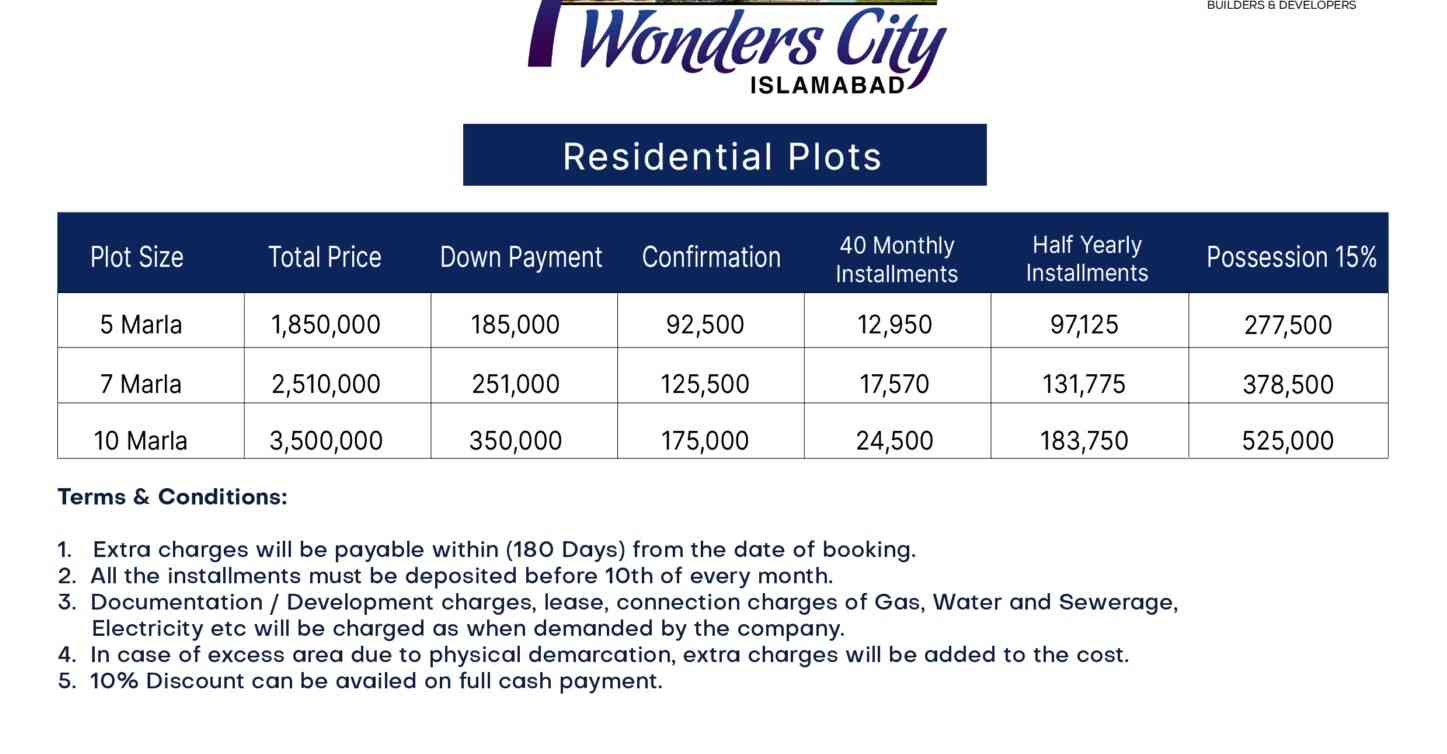 BUILDERS & DEVELOPERS
7 Wonders City
ISLAMABAD
Residential Plots
Plot Size Total Price Down Payment Confirmation 40 Monthly Installments Half Yearly Installments Possession 15%
5 Marla 1,850,000 185,000 92,500 12,950 97,125 277,500
7 Marla 2,510,000 251,000 125,500 17,570 131,775 378,500
10 Marla 3,500,000 350,000 175,000 24,500 183,750 525,000
Terms & Conditions:
1. Extra charges will be payable within (180 Days) from the date of booking.
2. All the installments must be deposited before 10th of every month.
3. Documentation / Development charges, lease, connection charges of Gas, Water and Sewerage,
Electricity etc will be charged as when demanded by the company.
4. In case of excess area due to physical demarcation, extra charges will be added to the cost.
5. 10% Discount can be availed on full cash payment.